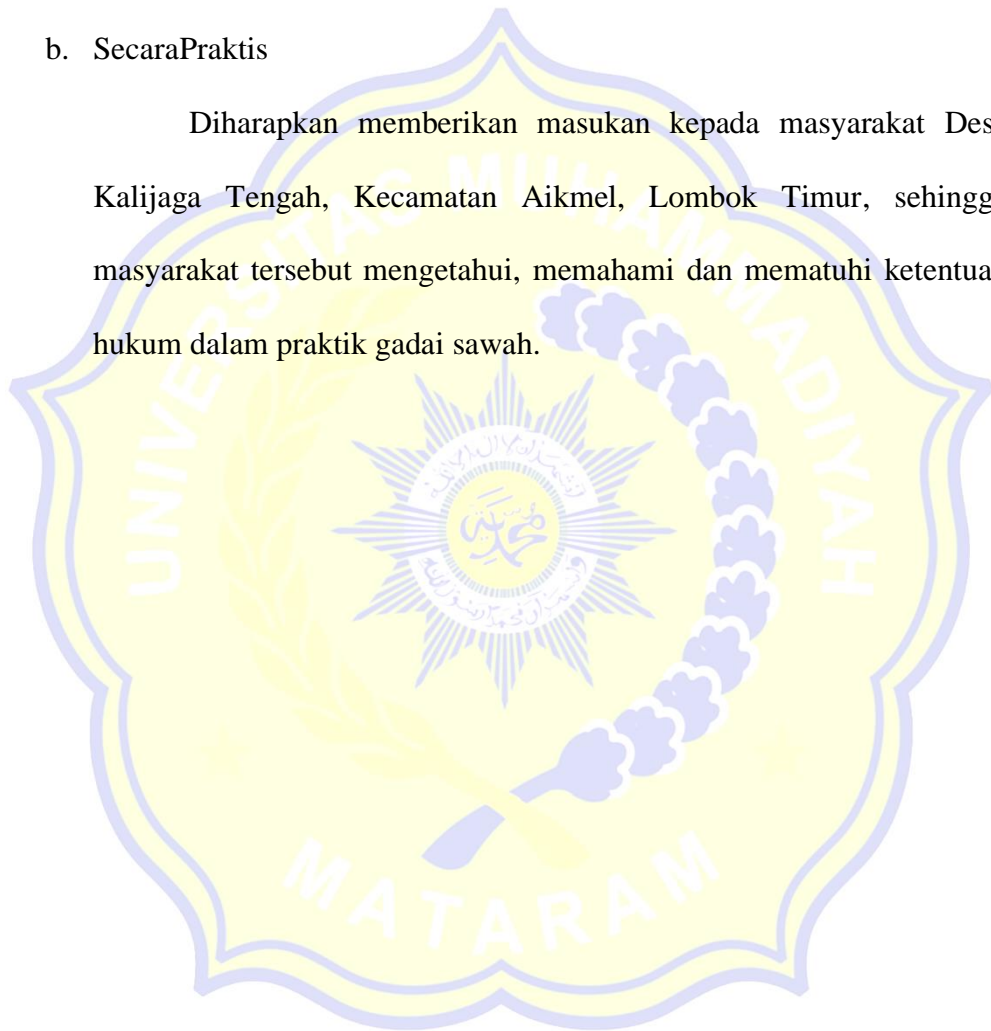 b. SecaraPraktis
Diharapkan memberikan masukan kepada masyarakat Des
Kalijaga Tengah, Kecamatan Aikmel, Lombok Timur, sehingg
masyarakat tersebut mengetahui, memahami dan mematuhi ketentua
hukum dalam praktik gadai sawah.
UNIVERSITAS MUHAMMADIYAH
MATARAM